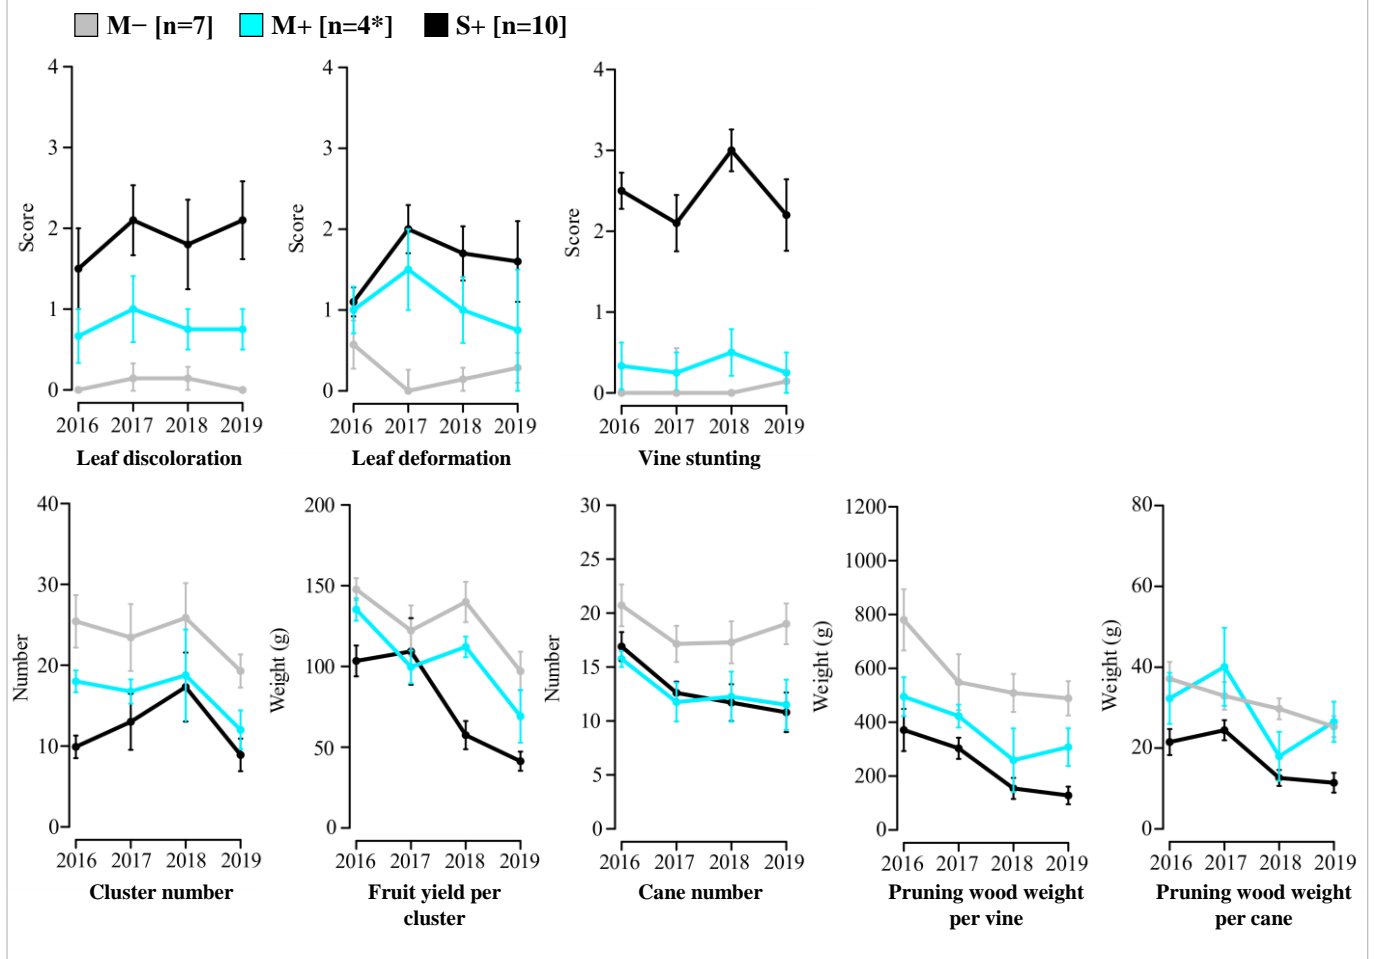 M− [n=7] M+ [n=4*] S+ [n=10]
4
3
2
1
0
Score
2016 2017 2018 2019
Leaf discoloration
4
3
2
1
0
Score
2016 2017 2018 2019
Leaf deformation
4
3
2
1
0
Score
2016 2017 2018 2019
Vine stunting
40
30
20
10
0
Number
2016 2017 2018 2019
Cluster number
200
150
100
50
0
Weight (g)
2016 2017 2018 2019
Fruit yield per
cluster
30
25
20
15
10
5
0
Number
2016 2017 2018 2019
Cane number
1200
1000
800
600
400
200
0
Weight (g)
2016 2017 2018 2019
Pruning wood weight
per vine
80
60
40
20
0
Weight (g)
2016 2017 2018 2019
Pruning wood weight
per cane